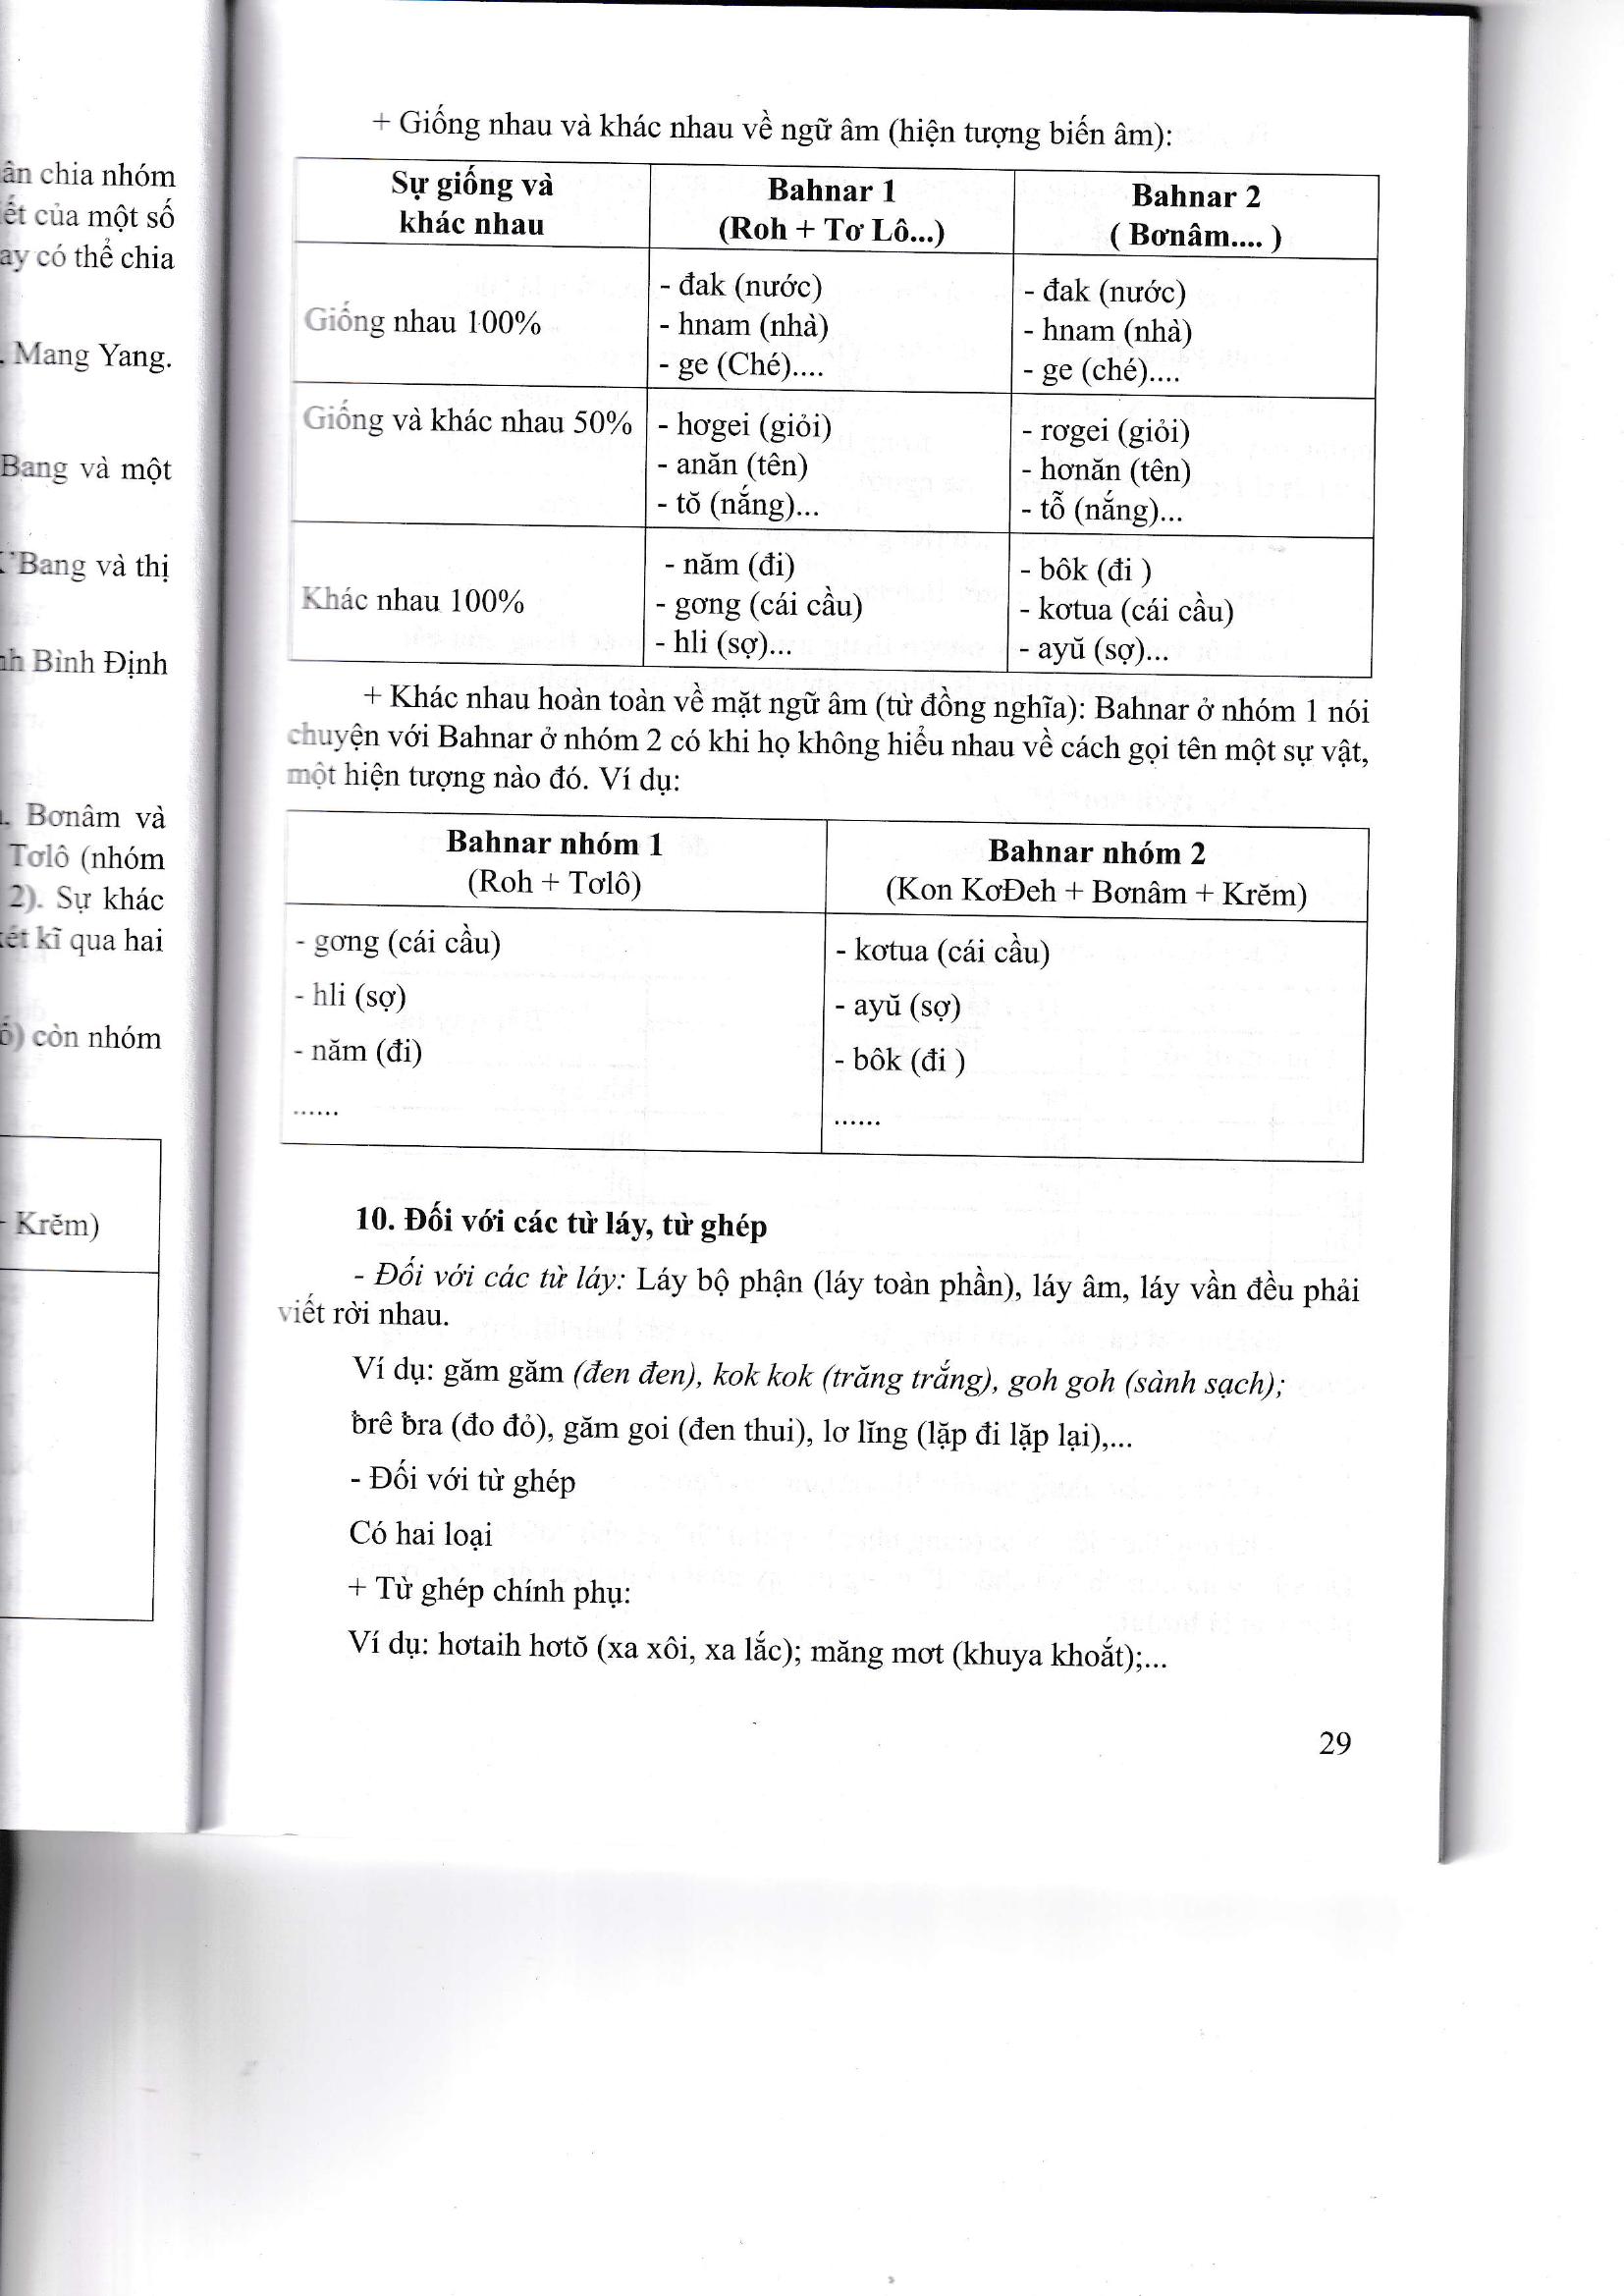 + Giống nhau và khác nhau về ngữ âm (hiện tượng biến âm):
Sự giống và khác nhau | Bahnar 1 (Roh + Tơ Lô...) | Bahnar 2 ( Bơnâm.... )
Giống nhau 100%
- đak (nước)
- hnam (nhà)
- ge (Ché)....
- đak (nước)
- hnam (nhà)
- ge (ché)....
Giống và khác nhau 50%
- hơgei (giỏi)
- anăn (tên)
- tŏ (nắng)...
- rơgei (giỏi)
- hơnăn (tên)
- tỗ (nắng)...
Khác nhau 100%
- năm (đi)
- gơng (cái cầu)
- hli (sợ)...
- bôk (đi )
- kơtua (cái cầu)
- ayŭ (sợ)...
+ Khác nhau hoàn toàn về mặt ngữ âm (từ đồng nghĩa): Bahnar ở nhóm 1 nói
chuyện với Bahnar ở nhóm 2 có khi họ không hiểu nhau về cách gọi tên một sự vật,
một hiện tượng nào đó. Ví dụ:
Bahnar nhóm 1
(Roh + Tơlô)
Bahnar nhóm 2
(Kon KơĐeh + Bơnâm + Krĕm)
- gơng (cái cầu)
- hli (sợ)
- năm (đi)
......
- kơtua (cái cầu)
- ayŭ (sợ)
- bôk (đi )
......
10. Đối với các từ láy, từ ghép
- Đối với các từ láy: Láy bộ phận (láy toàn phần), láy âm, láy vần đều phải
viết rời nhau.
Ví dụ: găm găm (đen đen), kok kok (trăng trắng), goh goh (sành sạch);
ƀrê ƀra (đo đỏ), găm goi (đen thui), lơ lĭng (lặp đi lặp lại),...
- Đối với từ ghép
Có hai loại
+ Từ ghép chính phụ:
Ví dụ: hơtaih hơtŏ (xa xôi, xa lắc); măng mơt (khuya khoắt);...
29
chia nhóm
của một số
có thể chia
Mang Yang.
Bang và một
Bang và thị
Bình Định
Bơnâm và
Tơlô (nhóm
2). Sự khác
kĩ qua hai
còn nhóm
Krĕm)